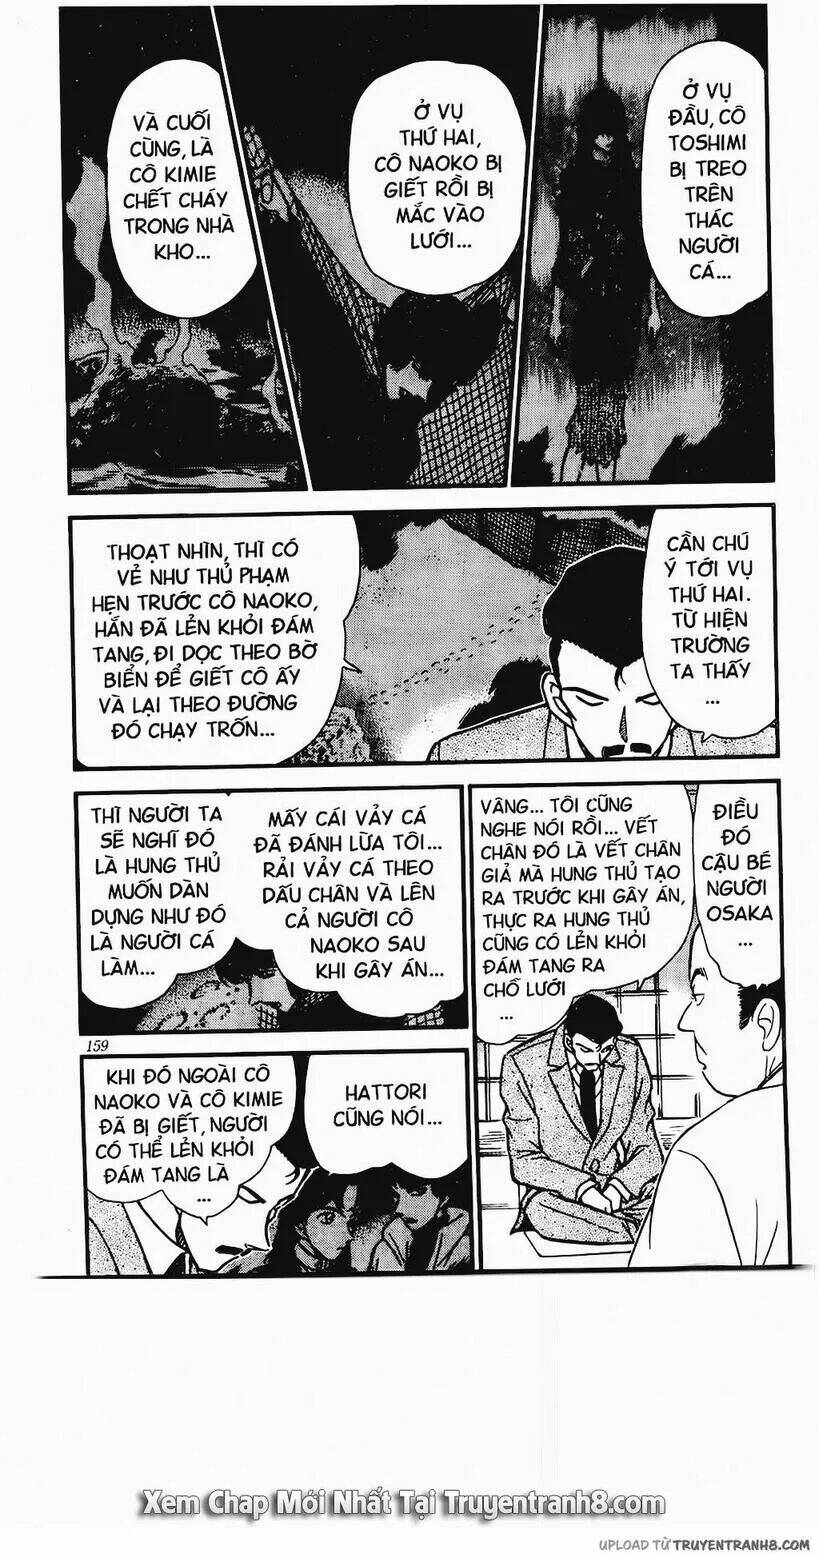 Ở VỤ
ĐẦU, CÔ
TOSHIMI
BỊ TREO
TRÊN
THÁC
NGƯỜI
CÁ...
Ở VỤ
THỨ HAI,
CÔ NAOKO BỊ
GIẾT RỒI BỊ
MẮC VÀO
LƯỚI...
VÀ CUỐI
CÙNG, LÀ
CÔ KIMIE
CHẾT CHÁY
TRONG NHÀ
KHO...
CẦN CHÚ
Ý TỚI VỤ
THỨ HAI.
TỪ HIỆN
TRƯỜNG
TA THẤY
...
THOẠT NHÌN, THÌ CÓ
VẺ NHƯ THỦ PHẠM
HẸN TRƯỚC CÔ NAOKO,
HẮN ĐÃ LẺN KHỎI ĐÁM
TANG, ĐI DỌC THEO BỜ
BIỂN ĐỂ GIẾT CÔ ẤY
VÀ LẠI THEO ĐƯỜNG
ĐÓ CHẠY TRỐN...
ĐIỀU
ĐÓ
CẬU BÉ
NGƯỜI
OSAKA
...
VÂNG... TÔI CŨNG
NGHE NÓI RỒI... VẾT
CHÂN ĐÓ LÀ VẾT CHÂN
GIẢ MÀ HUNG THỦ TẠO
RA TRƯỚC KHI GÂY ÁN,
THỰC RA HUNG THỦ
CŨNG CÓ LẺN KHỎI
ĐÁM TANG RA
CHỖ LƯỚI
...
MẤY CÁI VẢY CÁ
ĐÃ ĐÁNH LỪA TÔI...
RẢI VẢY CÁ THEO
DẤU CHÂN VÀ LÊN
CẢ NGƯỜI CÔ
NAOKO SAU
KHI GÂY ÁN...
THÌ NGƯỜI TA
SẼ NGHĨ ĐÓ
LÀ HUNG THỦ
MUỐN DÀN
DỰNG NHƯ ĐÓ
LÀ NGƯỜI CÁ
LÀM...
159
HATTORI
CŨNG NÓI...
KHI ĐÓ NGOÀI CÔ
NAOKO VÀ CÔ KIMIE
ĐÃ BỊ GIẾT, NGƯỜI
CÓ THỂ LẺN KHỎI
ĐÁM TANG LÀ
...
Xem Chap Mới Nhất Tại Truyentranh8.com
UPLOAD TỪ TRUYENTRANH8.COM